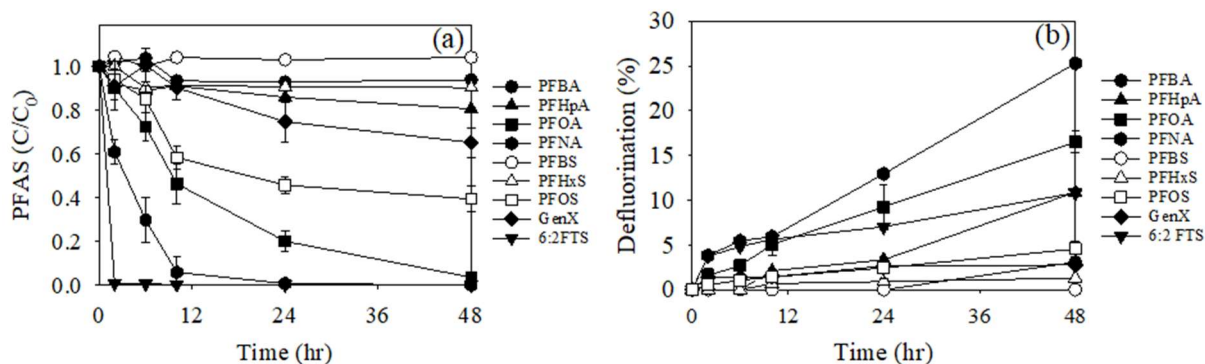 (a)
PFAS (C/C₀)
1.0
0.8
0.6
0.4
0.2
0.0
0 12 24 36 48
Time (hr)
PFBA
PFHpA
PFOA
PFNA
PFBS
PFHxS
PFOS
GenX
6:2FTS
(b)
Defluorination (%)
30
25
20
15
10
5
0
0 12 24 36 48
Time (hr)
PFBA
PFHpA
PFOA
PFNA
PFBS
PFHxS
PFOS
GenX
6:2 FTS